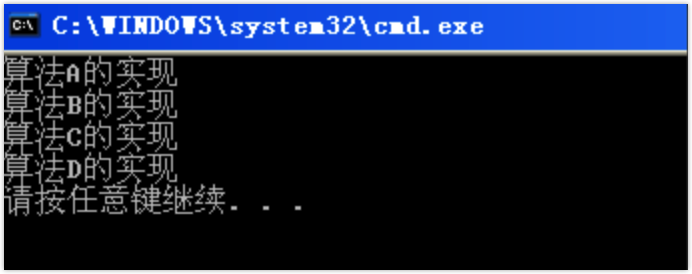 C:\WINDOWS\system32\cmd.exe
算法A的实现
算法B的实现
算法C的实现
算法D的实现
请按任意键继续. . .